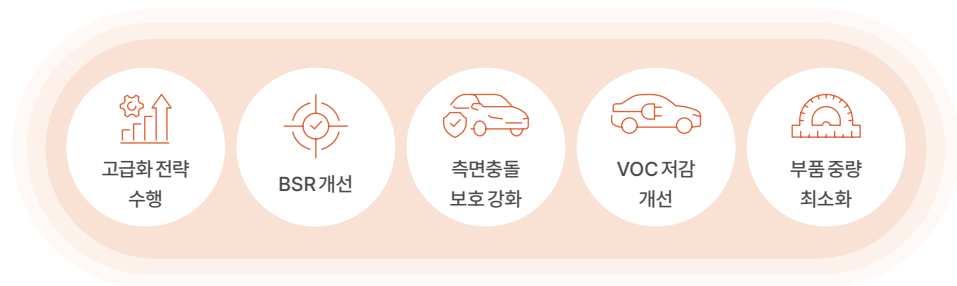 고급화 전략
수행
BSR 개선
측면충돌
보호 강화
VOC 저감
개선
부품 중량
최소화